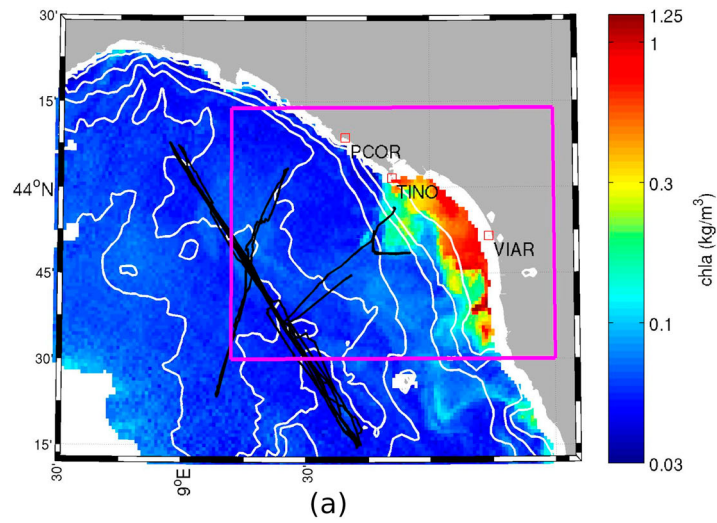 30'
15'
44°N
45'
30'
15'
30'
9°E
30'
PCOR
TINO
VIAR
1.25
1
0.3
0.1
0.03
chla (kg/m³)
(a)